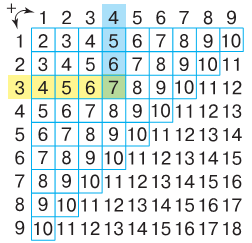 + 1 2 3 4 5 6 7 8 9
1 2 3 4 5 6 7 8 9 10
2 3 4 5 6 7 8 9 10 11
3 4 5 6 7 8 9 10 11 12
4 5 6 7 8 9 10 11 12 13
5 6 7 8 9 10 11 12 13 14
6 7 8 9 10 11 12 13 14 15
7 8 9 10 11 12 13 14 15 16
8 9 10 11 12 13 14 15 16 17
9 10 11 12 13 14 15 16 17 18